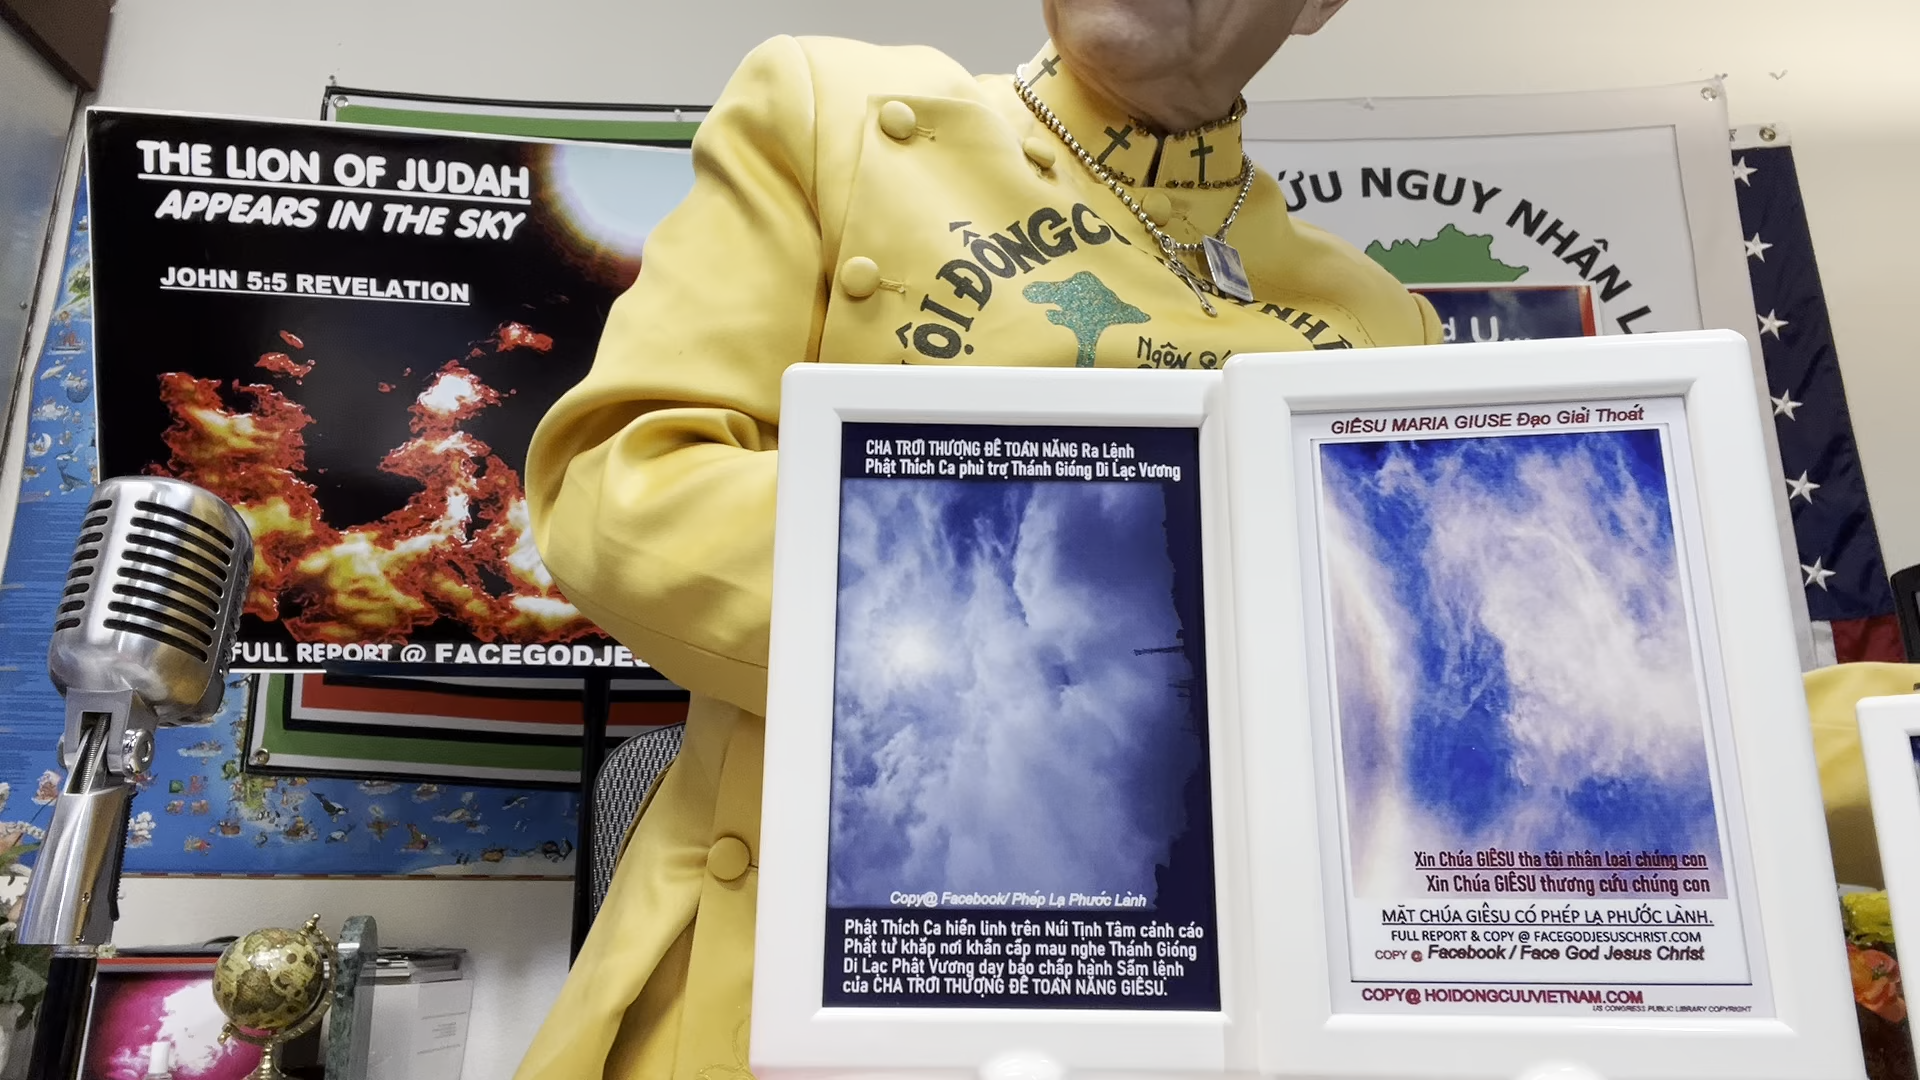 THE LION OF JUDAH
APPEARS IN THE SKY
JOHN 5:5 REVELATION
FULL REPORT @ FACEGODJES
ỘI ĐỒNG C
NHÂ
Ngôn
ỨU NGUY NHÂN L
d U...
CHA TRỜI THƯỢNG ĐẾ TOÀN NĂNG Ra Lệnh
Phật Thích Ca phù trợ Thánh Gióng Di Lạc Vương
Copy@ Facebook/ Phép Lạ Phước Lành
Phật Thích Ca hiển linh trên Núi Tịnh Tâm cảnh cáo
Phật tử khắp nơi khẩn cấp mau nghe Thánh Gióng
Di Lạc Phật Vương dạy bảo chấp hành Sấm lệnh
của CHA TRỜI THƯỢNG ĐẾ TOÀN NĂNG GIÊSU.
GIÊSU MARIA GIUSE Đạo Giải Thoát
Xin Chúa GIÊSU tha tội nhân loại chúng con
Xin Chúa GIÊSU thương cứu chúng con
MẶT CHÚA GIÊSU CÓ PHÉP LẠ PHƯỚC LÀNH.
FULL REPORT & COPY @ FACEGODJESUSCHRIST.COM
COPY @ Facebook / Face God Jesus Christ
COPY@ HOIDONGCUUVIETNAM.COM
US CONGRESS PUBLIC LIBRARY COPYRIGHT